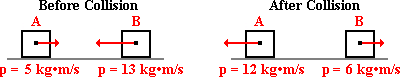 Before Collision After Collision
A B A B
p = 5 kg•m/s p = 13 kg•m/s p = 12 kg•m/s p = 6 kg•m/s